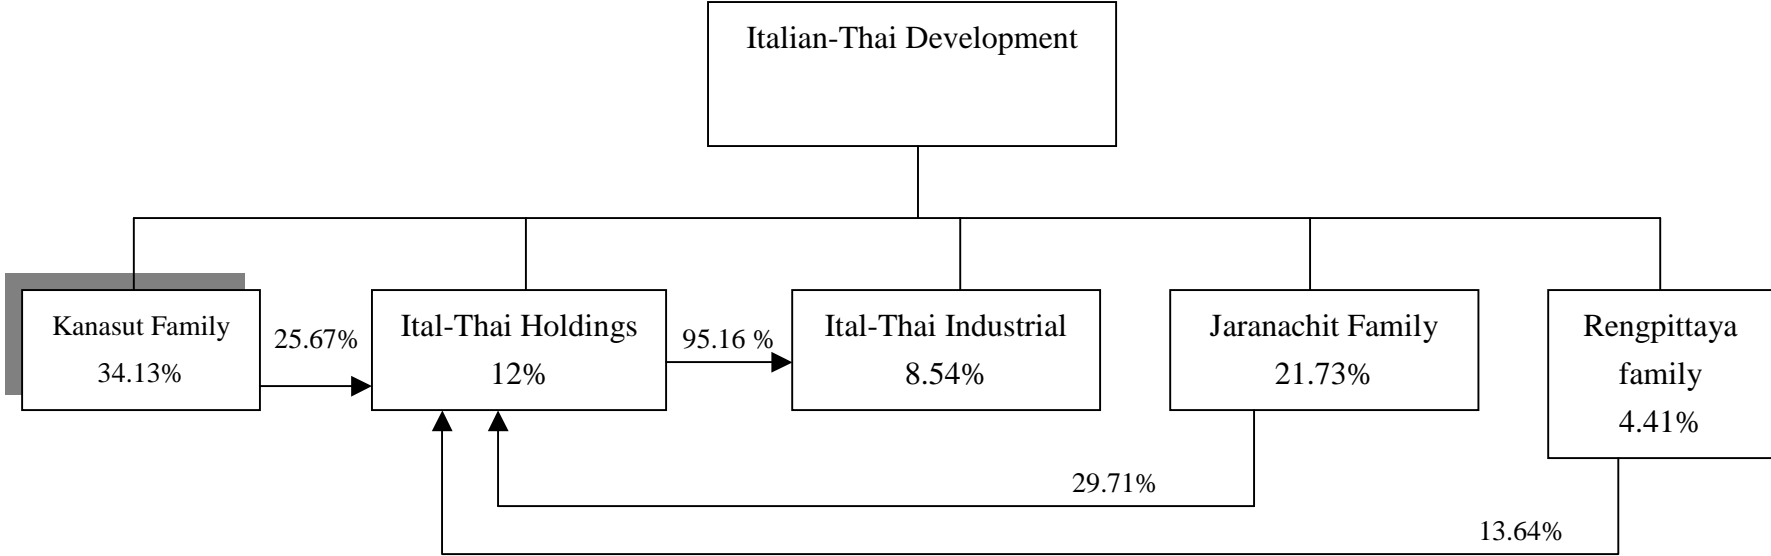 Italian-Thai Development
Kanasut Family
34.13%
25.67%
Ital-Thai Holdings
12%
95.16 %
Ital-Thai Industrial
8.54%
Jaranachit Family
21.73%
Rengpittaya
family
4.41%
29.71%
13.64%